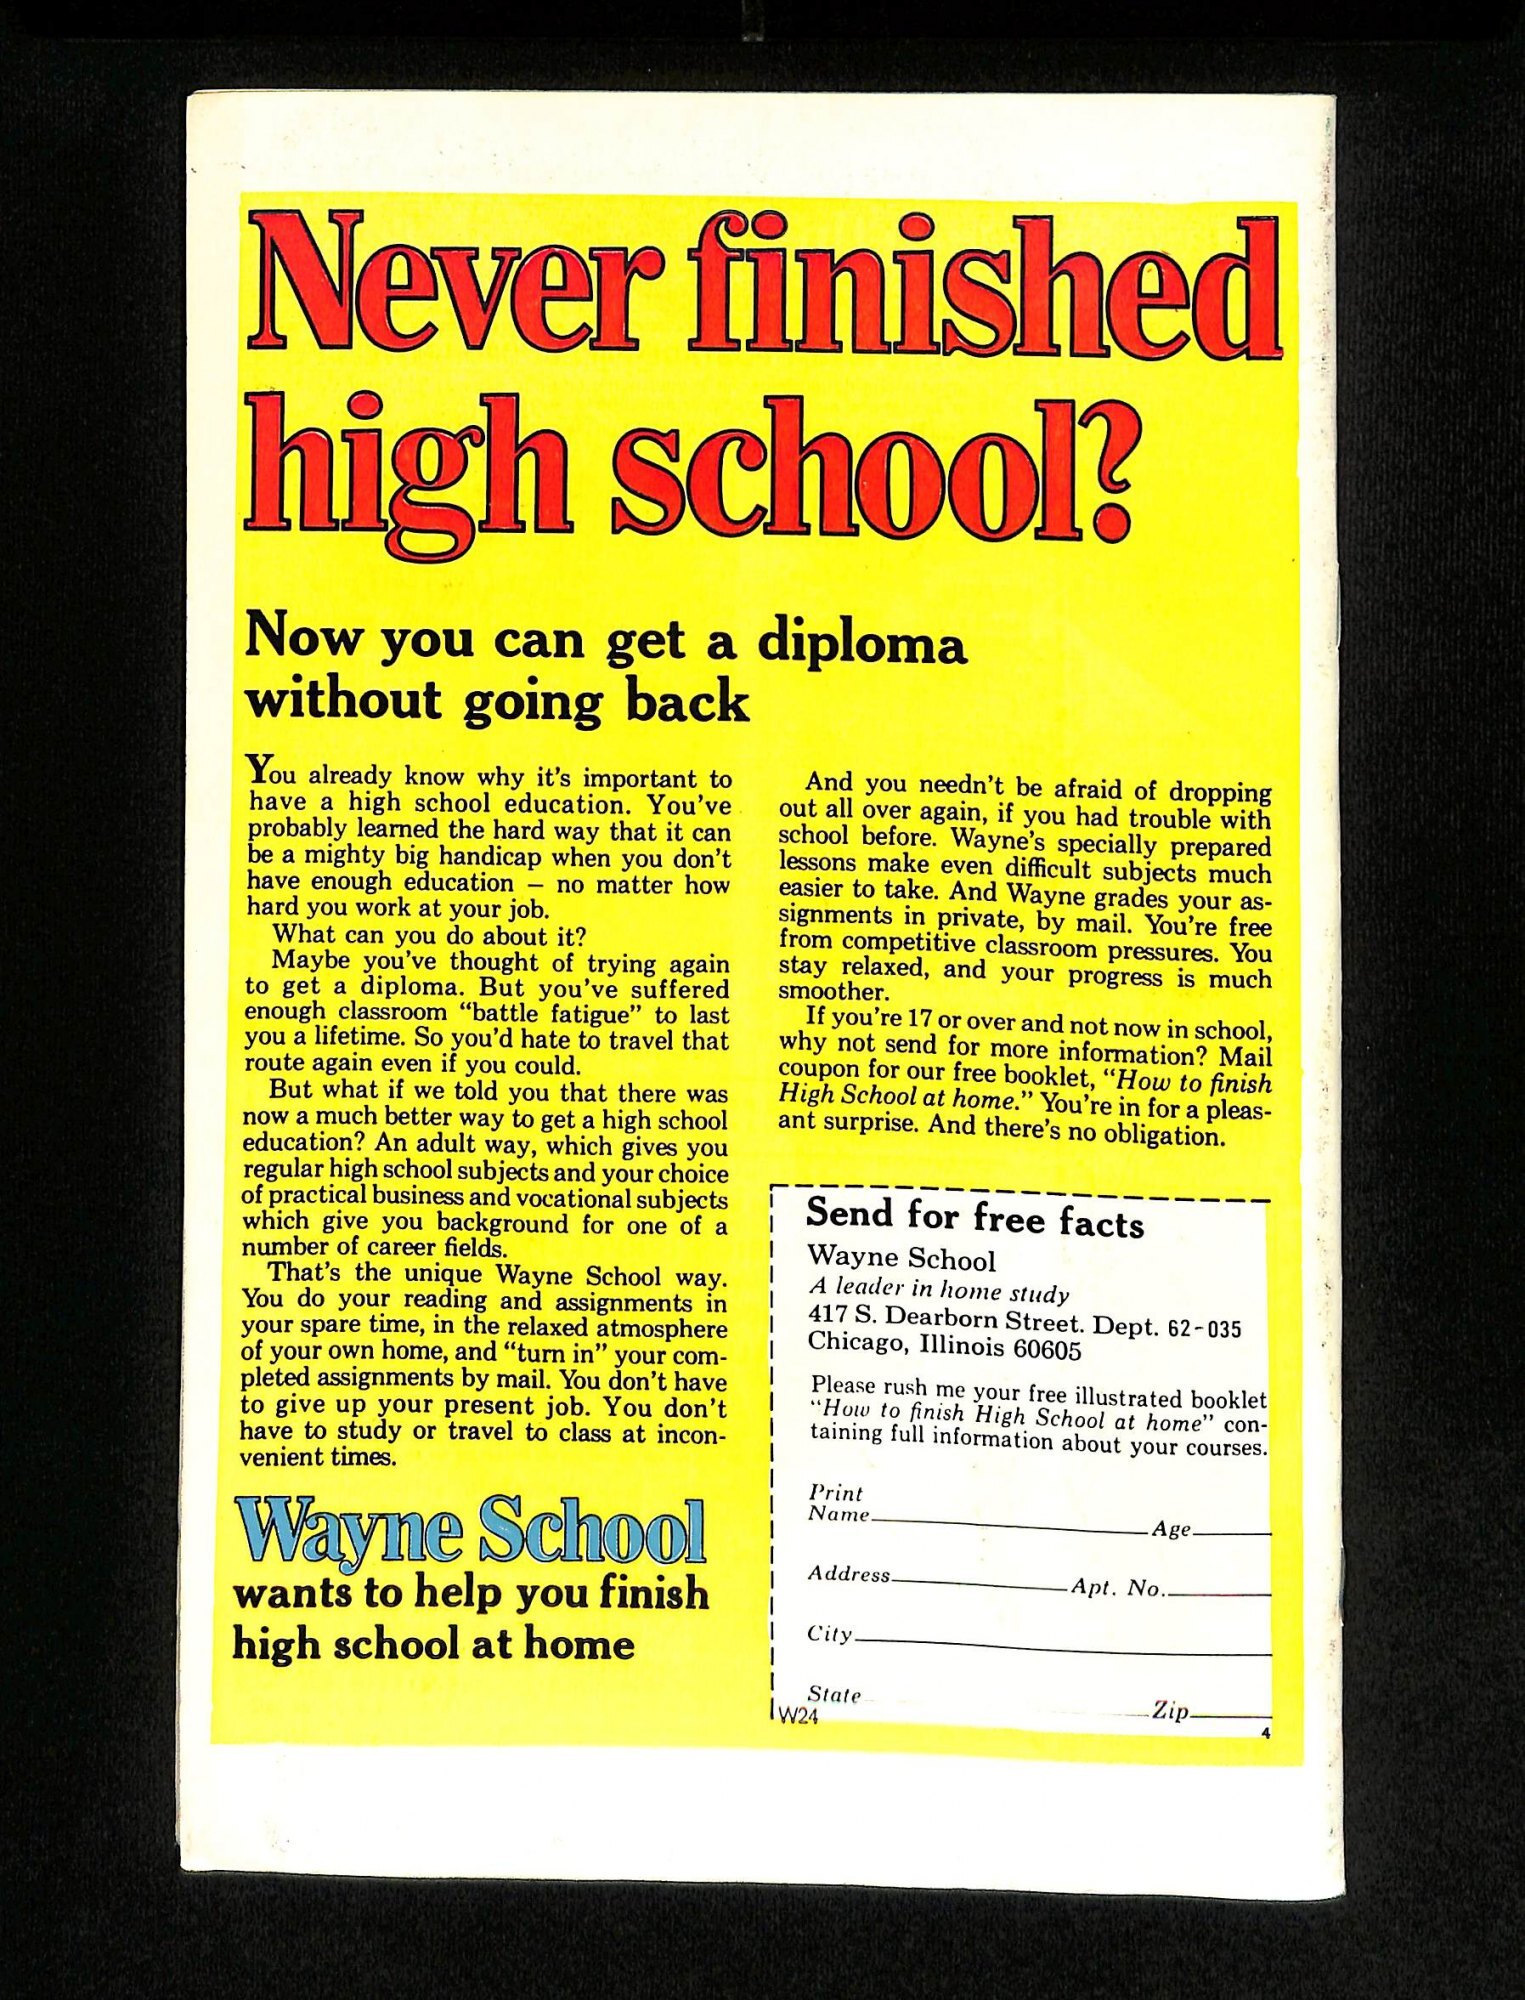 Never finished
high school?
Now you can get a diploma
without going back
You already know why it's important to
have a high school education. You've
probably learned the hard way that it can
be a mighty big handicap when you don't
have enough education – no matter how
hard you work at your job.
What can you do about it?
Maybe you've thought of trying again
to get a diploma. But you've suffered
enough classroom “battle fatigue” to last
you a lifetime. So you'd hate to travel that
route again even if you could.
But what if we told you that there was
now a much better way to get a high school
education? An adult way, which gives you
regular high school subjects and your choice
of practical business and vocational subjects
which give you background for one of a
number of career fields.
That's the unique Wayne School way.
You do your reading and assignments in
your spare time, in the relaxed atmosphere
of your own home, and “turn in” your com-
pleted assignments by mail. You don't have
to give up your present job. You don't
have to study or travel to class at incon-
venient times.
Wayne School
wants to help you finish
high school at home
And you needn't be afraid of dropping
out all over again, if you had trouble with
school before. Wayne's specially prepared
lessons make even difficult subjects much
easier to take. And Wayne grades your as-
signments in private, by mail. You're free
from competitive classroom pressures. You
stay relaxed, and your progress is much
smoother.
If you're 17 or over and not now in school,
why not send for more information? Mail
coupon for our free booklet, “How to finish
High School at home.” You're in for a pleas-
ant surprise. And there's no obligation.
Send for free facts
Wayne School
A leader in home study
417 S. Dearborn Street. Dept. 62-035
Chicago, Illinois 60605
Please rush me your free illustrated booklet
“How to finish High School at home” con-
taining full information about your courses.
Print
Name Age
Address Apt. No.
City
State Zip
W24
4